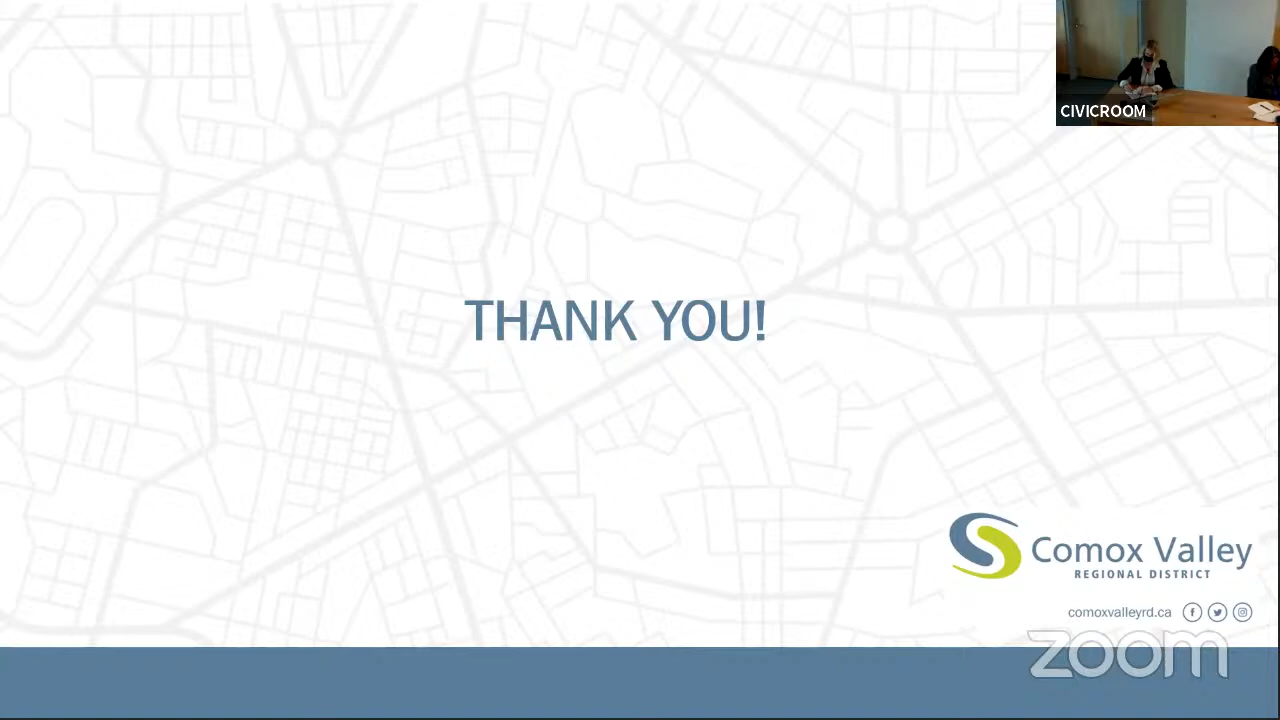 CIVICROOM
THANK YOU!
Comox Valley
REGIONAL DISTRICT
comoxvalleyrd.ca
zoom